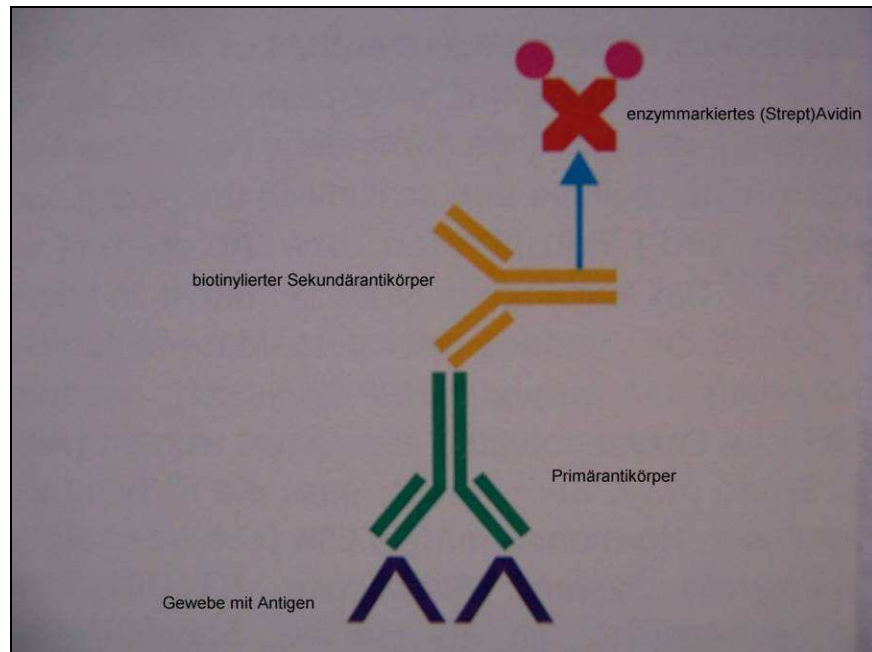 enzymmarkiertes (Strept)Avidin
biotinylierter Sekundärantikörper
Primärantikörper
Gewebe mit Antigen